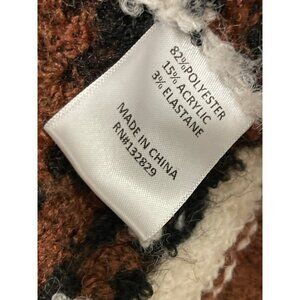 82%POLYESTER
15%ACRYLIC
3%ELASTANE
MADE IN CHINA
RN#132829